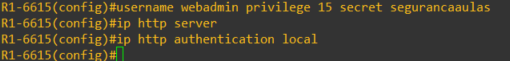 R1-6615(config)#username webadmin privilege 15 secret segurancaaulas
R1-6615(config)#ip http server
R1-6615(config)#ip http authentication local
R1-6615(config)#